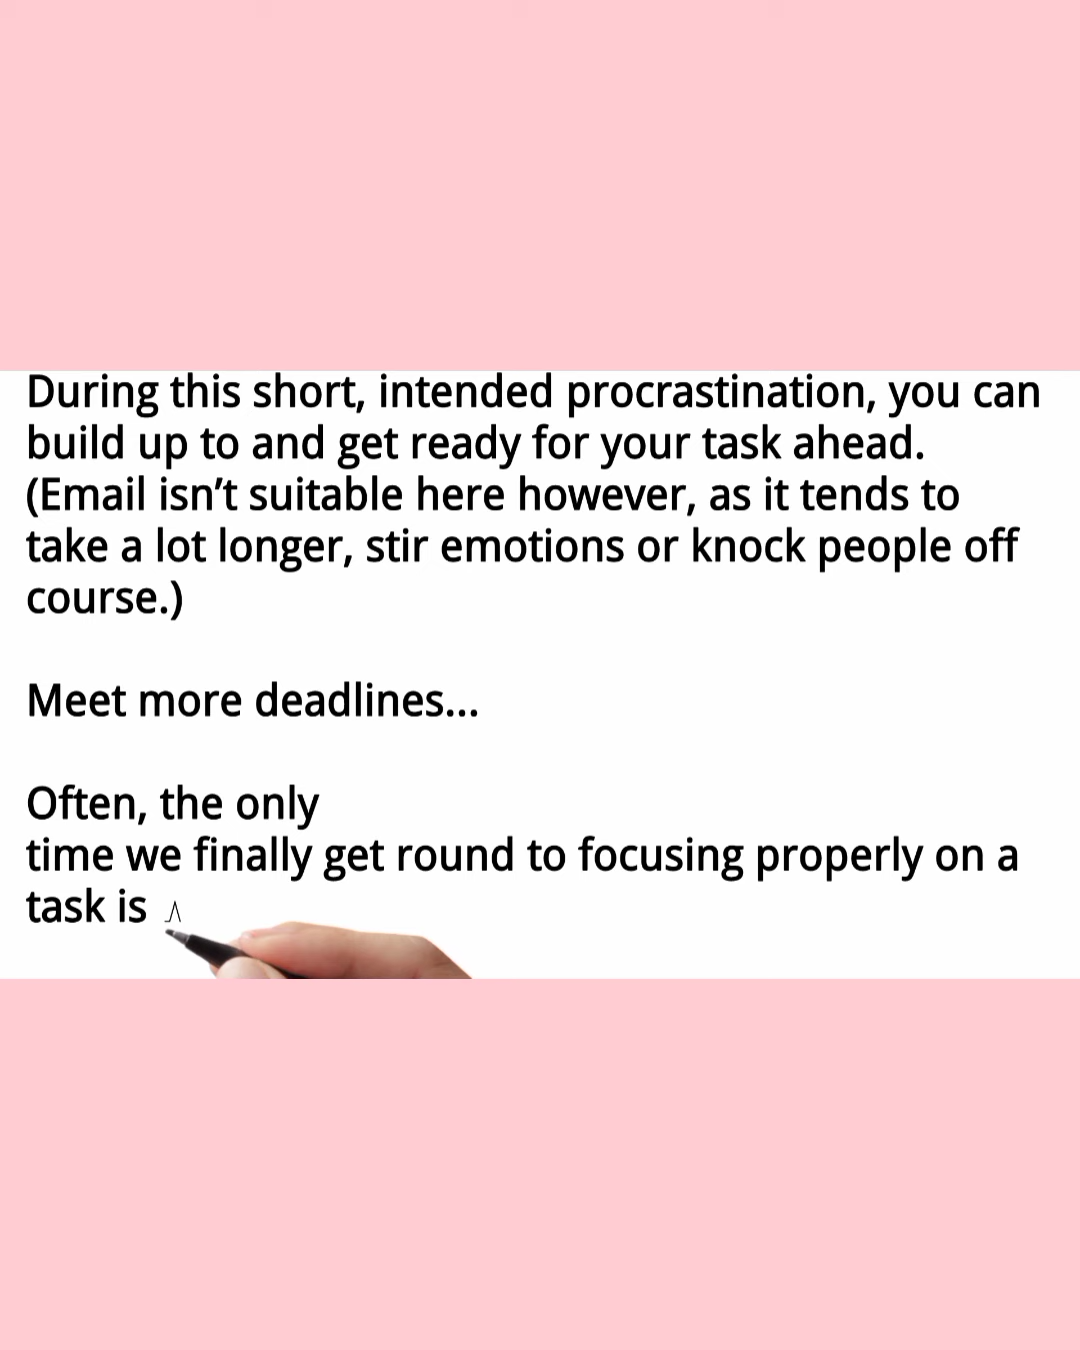 During this short, intended procrastination, you can
build up to and get ready for your task ahead.
(Email isn’t suitable here however, as it tends to
take a lot longer, stir emotions or knock people off
course.)
Meet more deadlines...
Often, the only
time we finally get round to focusing properly on a
task is